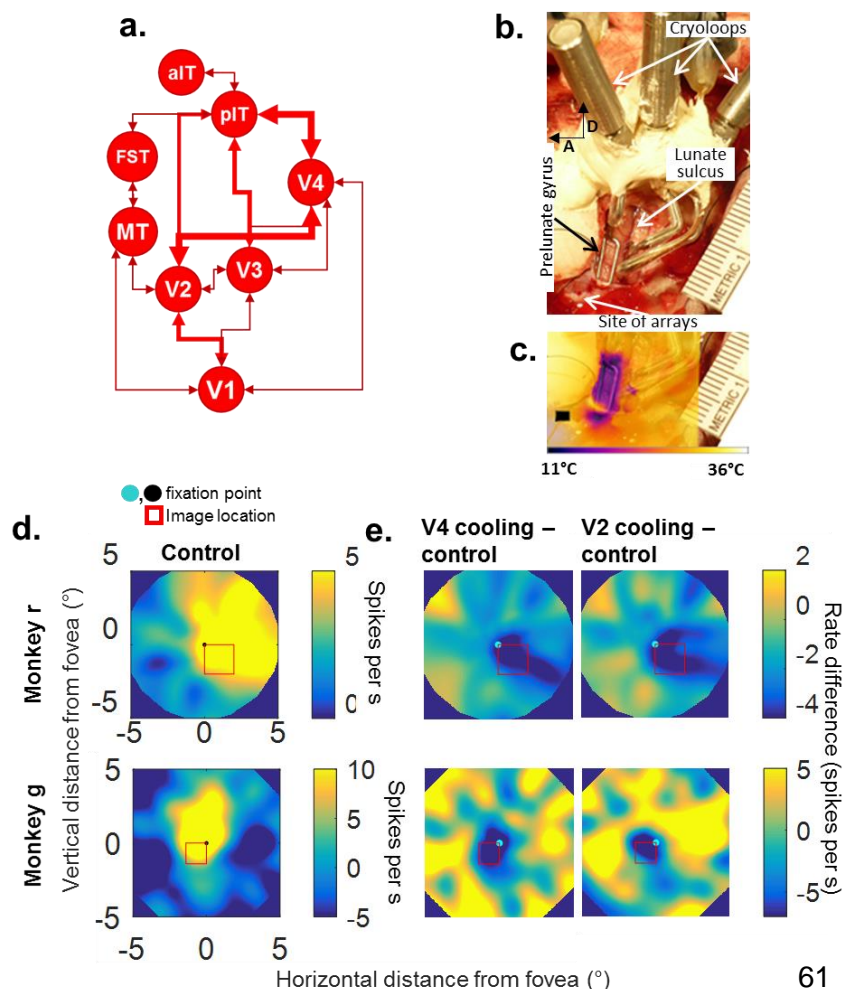 a.
aIT
pIT
FST
V4
MT
V3
V2
V1
b.
Cryoloops
D
A
Lunate
sulcus
Prelunate gyrus
METRIC 1
Site of arrays
c.
METRIC 1
11°C
36°C
, fixation point
Image location
d.
Control
e.
V4 cooling –
control
V2 cooling –
control
Monkey r
Vertical distance from fovea (°)
5
0
-5
-5
0
5
5
0
Spikes per s
2
0
-2
-4
Rate difference (spikes per s)
Monkey g
5
0
-5
-5
0
5
10
5
0
-5
Spikes per s
5
0
-5
Horizontal distance from fovea (°)
61